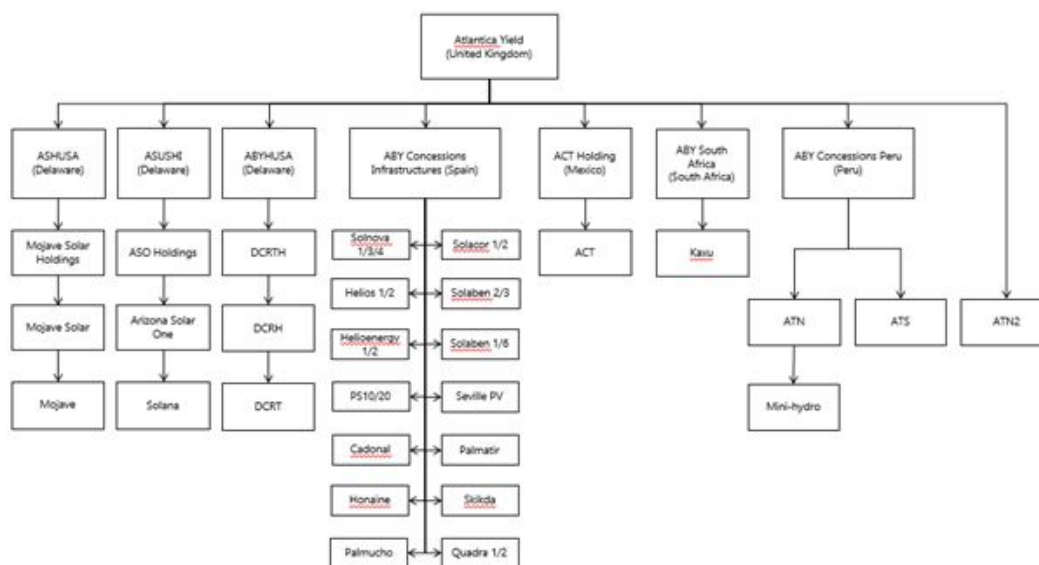 Atlantica Yield
(United Kingdom)
ASHUSA
(Delaware)
ASUSHI
(Delaware)
ABYHUSA
(Delaware)
ABY Concessions
Infrastructures (Spain)
ACT Holding
(Mexico)
ABY South
Africa
(South Africa)
ABY Concessions Peru
(Peru)
Mojave Solar
Holdings
ASO Holdings
DCRTH
Solnova
1/3/4
Solacor 1/2
ACT
Kaxu
Helios 1/2
Solaben 2/3
Mojave Solar
Arizona Solar
One
DCRH
Helioenergy
1/2
Solaben 1/6
ATN
ATS
ATN2
Mojave
Solana
DCRT
PS10/20
Seville PV
Mini-hydro
Cadonal
Palmatir
Honaine
Skikda
Palmucho
Quadra 1/2